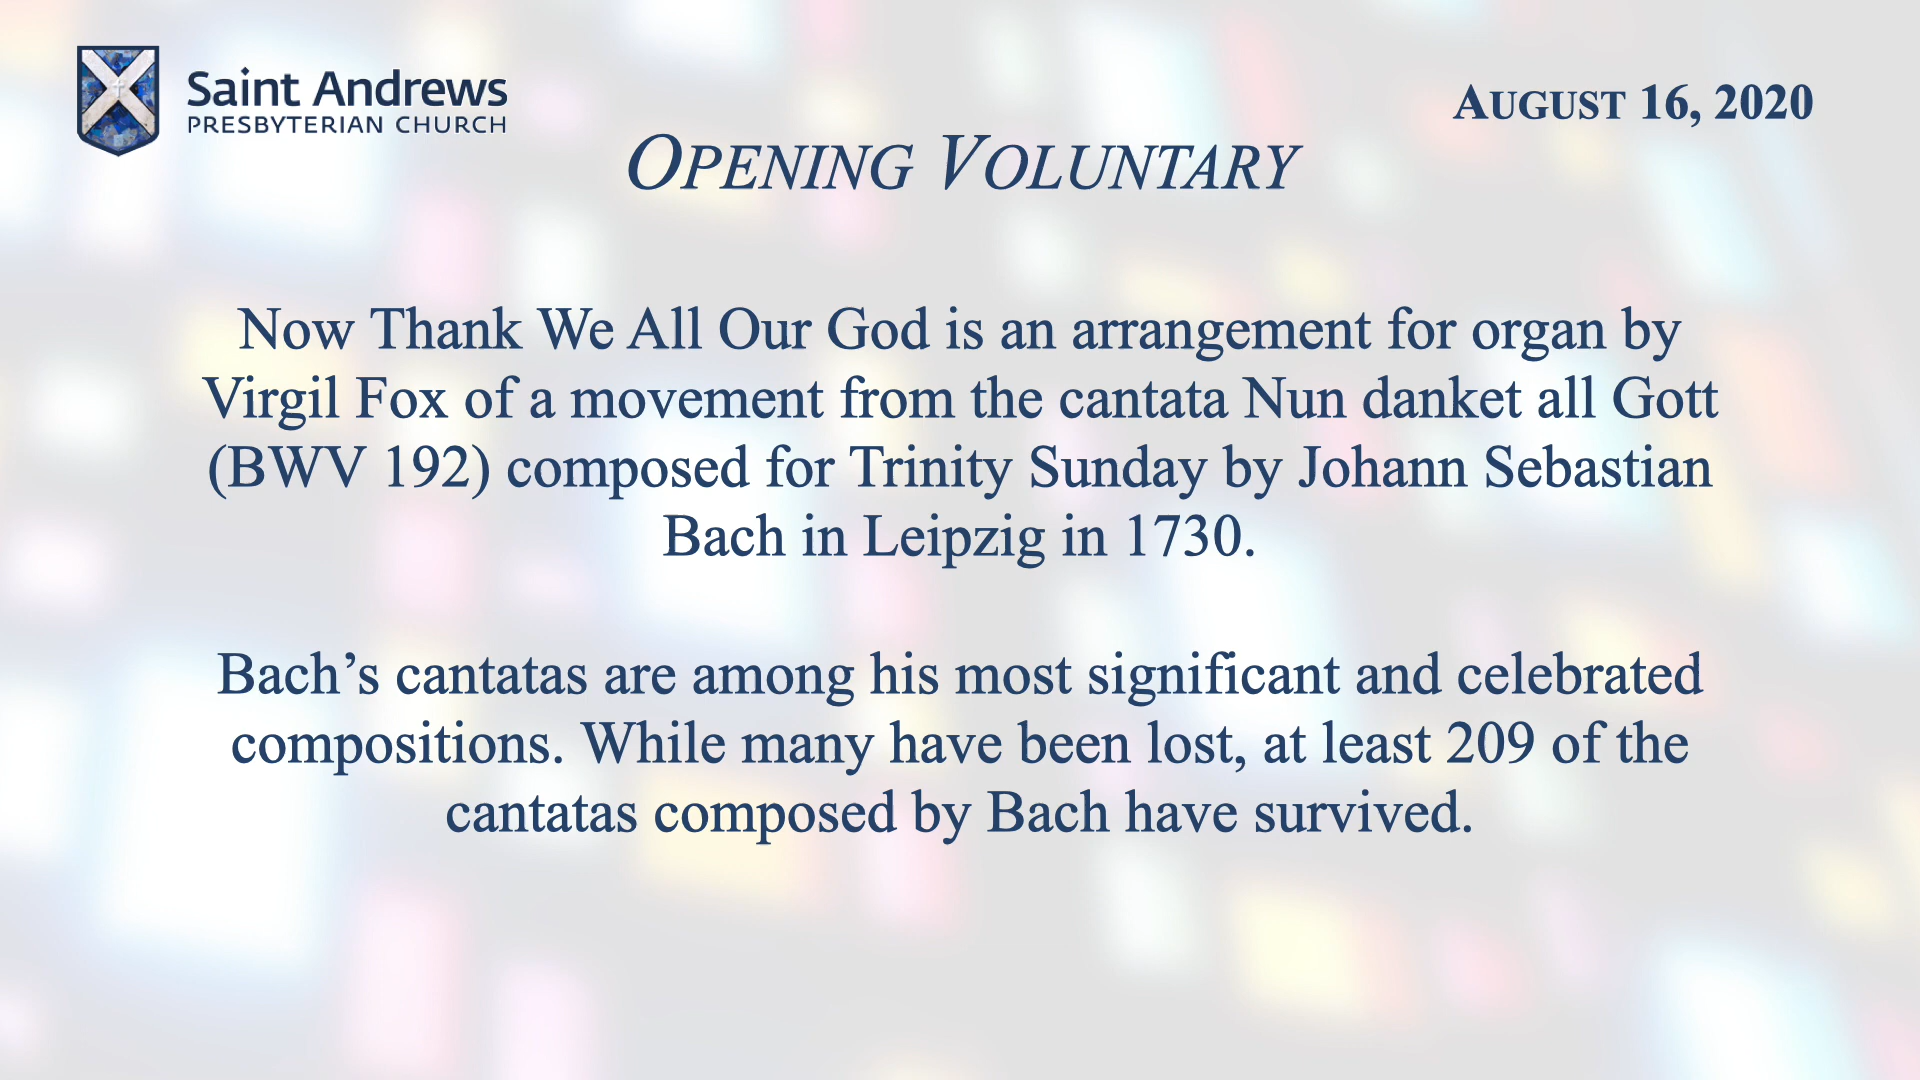 Saint Andrews
PRESBYTERIAN CHURCH
AUGUST 16, 2020
OPENING VOLUNTARY
Now Thank We All Our God is an arrangement for organ by
Virgil Fox of a movement from the cantata Nun danket all Gott
(BWV 192) composed for Trinity Sunday by Johann Sebastian
Bach in Leipzig in 1730.
Bach’s cantatas are among his most significant and celebrated
compositions. While many have been lost, at least 209 of the
cantatas composed by Bach have survived.